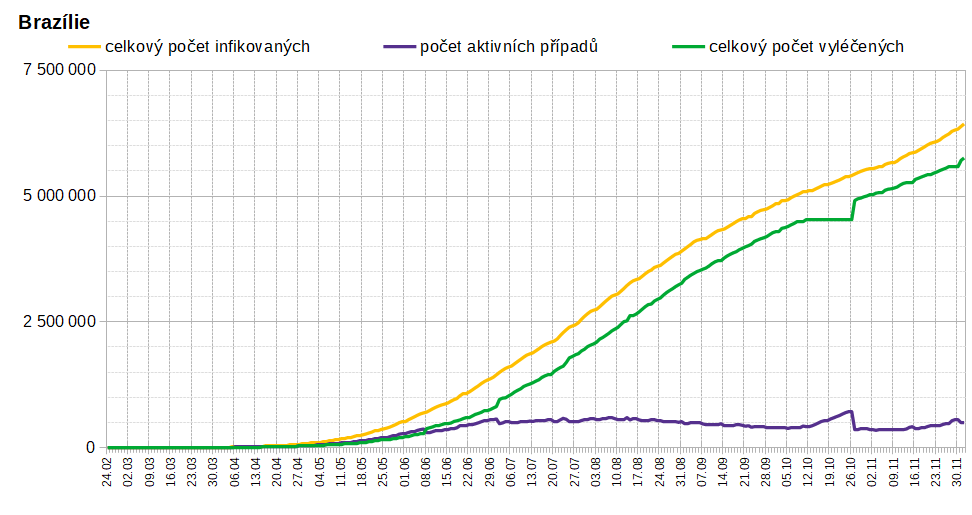 Brazílie
celkový počet infikovaných počet aktivních případů celkový počet vyléčených
7 500 000
5 000 000
2 500 000
0
24.02 02.03 09.03 16.03 23.03 30.03 06.04 13.04 20.04 27.04 04.05 11.05 18.05 25.05 01.06 08.06 15.06 22.06 29.06 06.07 13.07 20.07 27.07 03.08 10.08 17.08 24.08 31.08 07.09 14.09 21.09 28.09 05.10 12.10 19.10 26.10 02.11 09.11 16.11 23.11 30.11